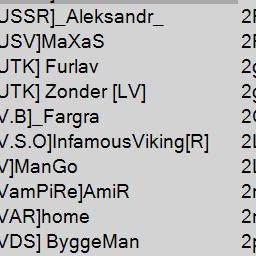 USSR]_Aleksandr_ 2F
USV]MaXaS 2F
UTK] Furlav 2g
UTK] Zonder [LV] 2g
V.B]_Fargra 2
V.S.O]InfamousViking[R] 2L
V]ManGo 2L
VamPiRe]AmiR 2r
VAR]home 2r
VDS] ByggeMan 2p